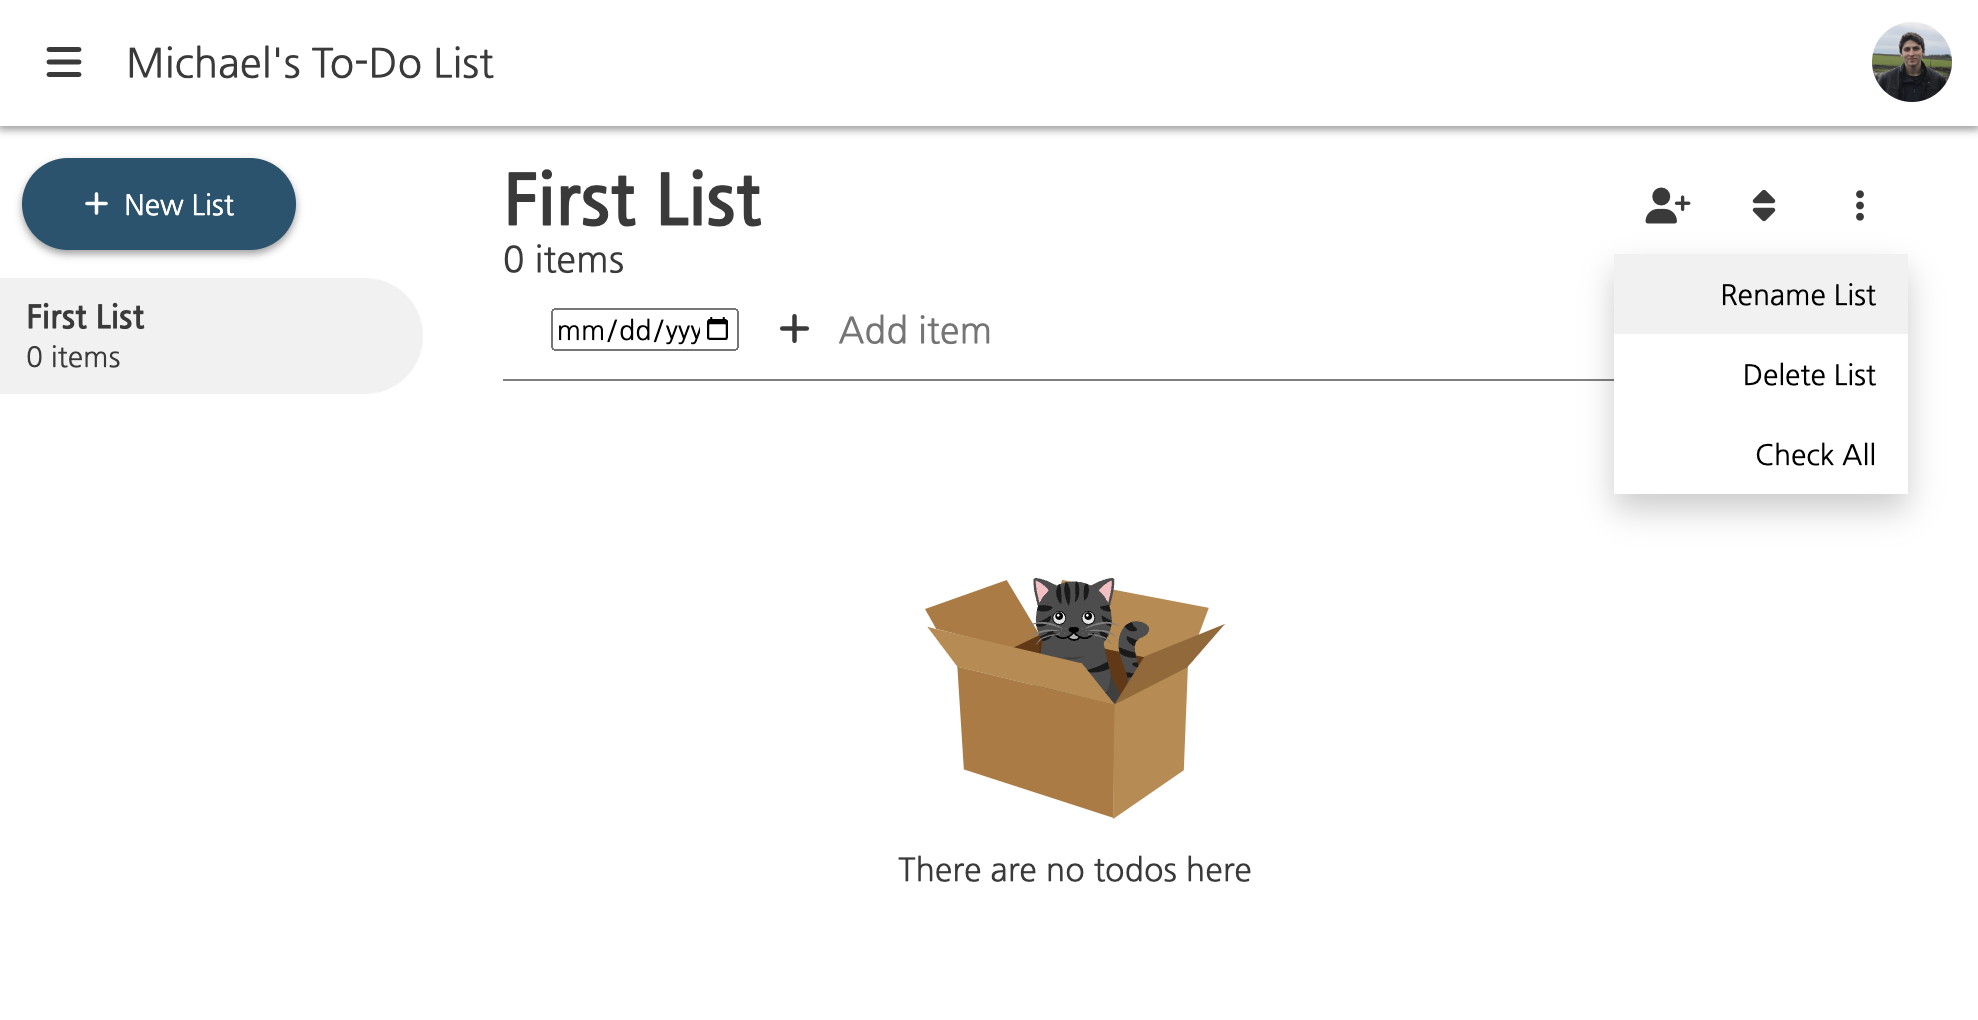 Michael's To-Do List
+ New List
First List
0 items
First List
0 items
mm/dd/yyy
+ Add item
Rename List
Delete List
Check All
There are no todos here